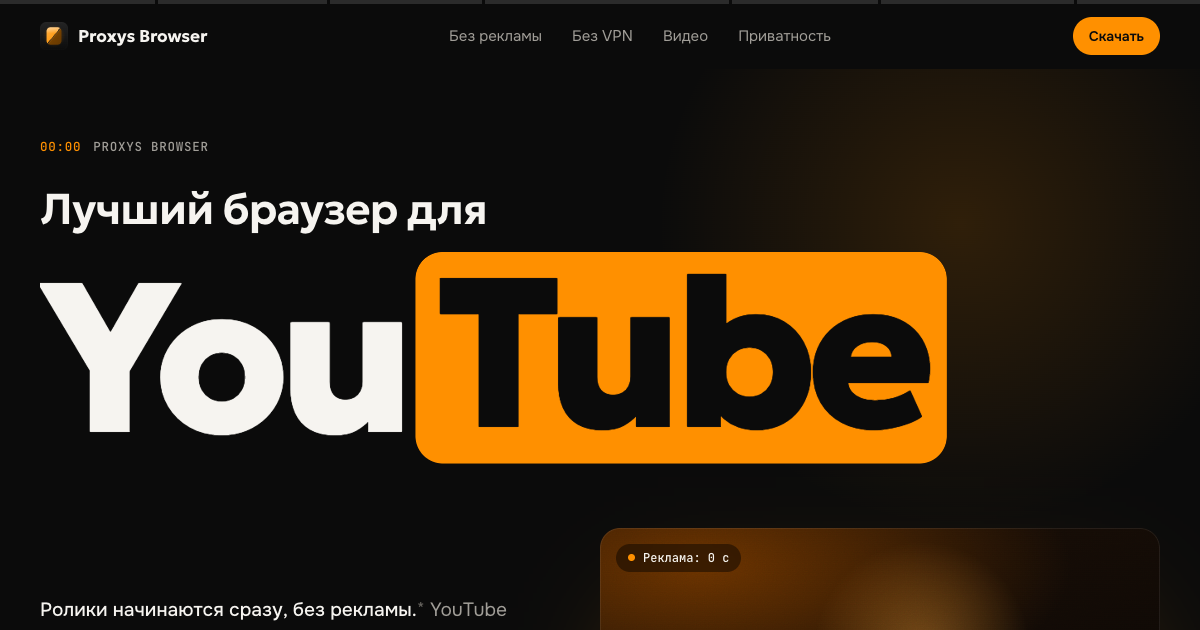 Proxys Browser
Без рекламы
Без VPN
Видео
Приватность
Скачать
00:00 PROXYS BROWSER
Лучший браузер для
YouTube
Реклама: 0 с
Ролики начинаются сразу, без рекламы.* YouTube